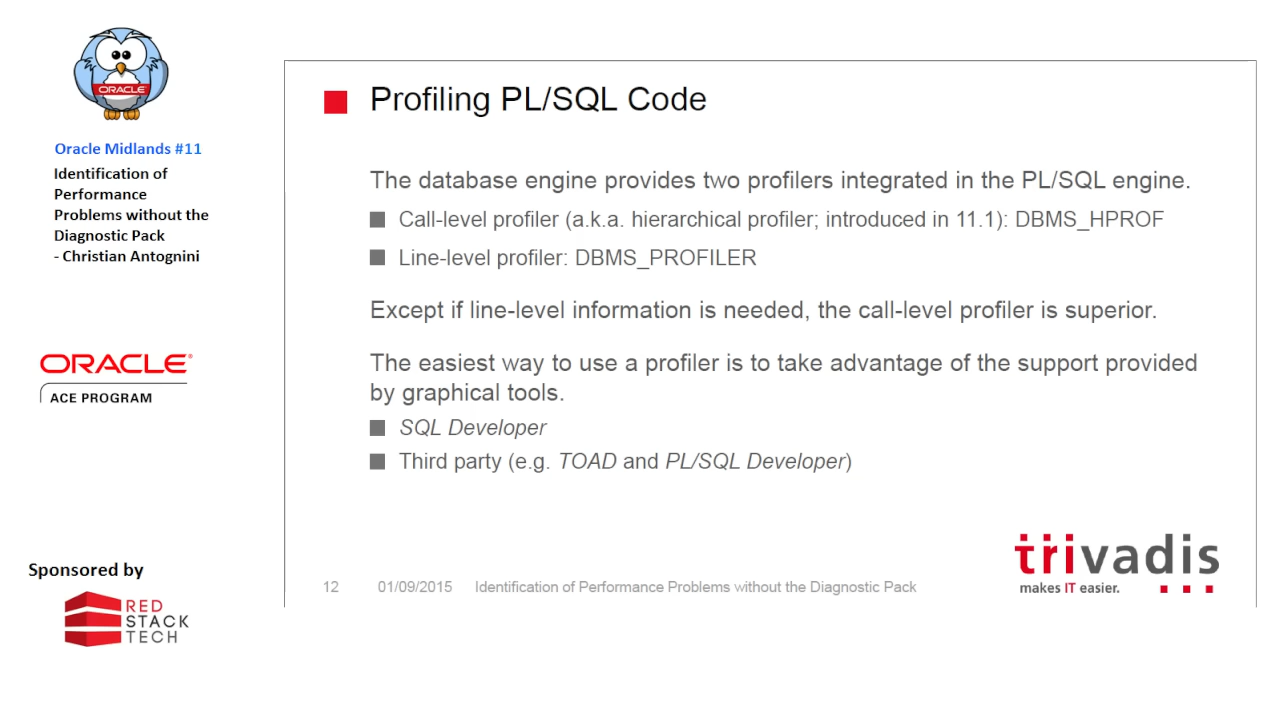 ORACLE
Oracle Midlands #11
Identification of
Performance
Problems without the
Diagnostic Pack
- Christian Antognini
ORACLE®
ACE PROGRAM
Sponsored by
RED
STACK
TECH
Profiling PL/SQL Code
The database engine provides two profilers integrated in the PL/SQL engine.
Call-level profiler (a.k.a. hierarchical profiler; introduced in 11.1): DBMS_HPROF
Line-level profiler: DBMS_PROFILER
Except if line-level information is needed, the call-level profiler is superior.
The easiest way to use a profiler is to take advantage of the support provided
by graphical tools.
SQL Developer
Third party (e.g. TOAD and PL/SQL Developer)
trivadis
makes IT easier.
12 01/09/2015 Identification of Performance Problems without the Diagnostic Pack